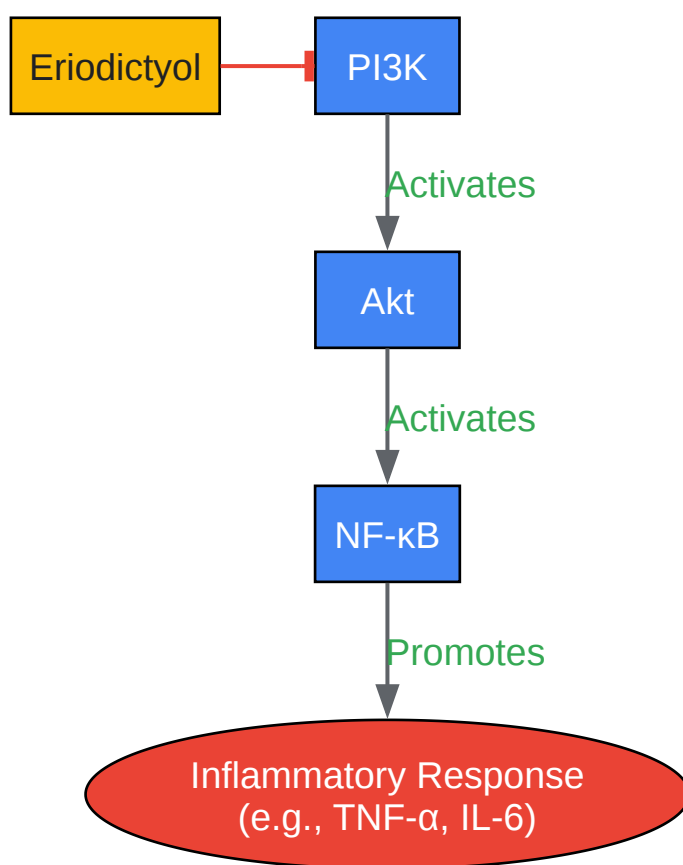 Eriodictyol
PI3K
Activates
Akt
Activates
NF-κB
Promotes
Inflammatory Response
(e.g., TNF-α, IL-6)